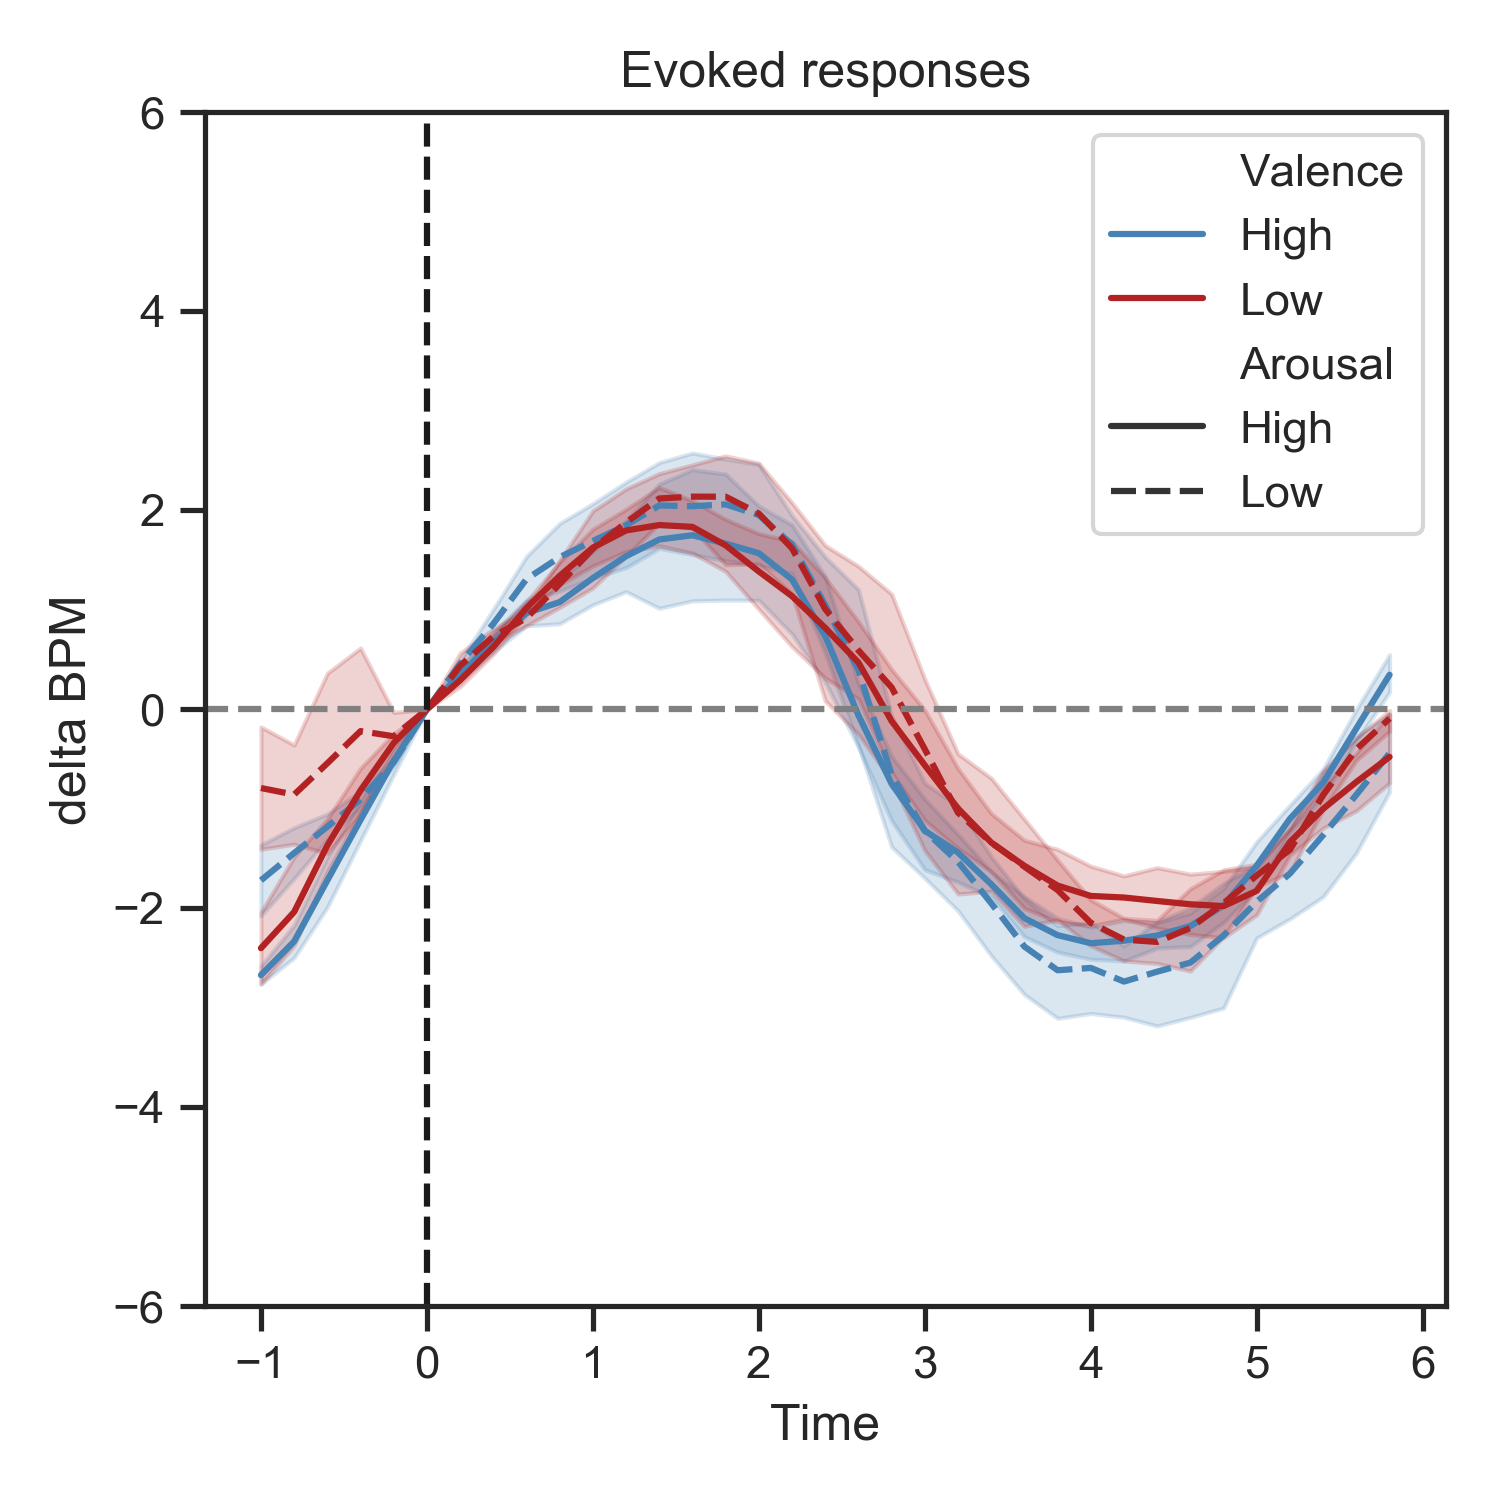 Evoked responses
6
4
2
0
−2
−4
−6
delta BPM
Valence
High
Low
Arousal
High
Low
−1 0 1 2 3 4 5 6
Time